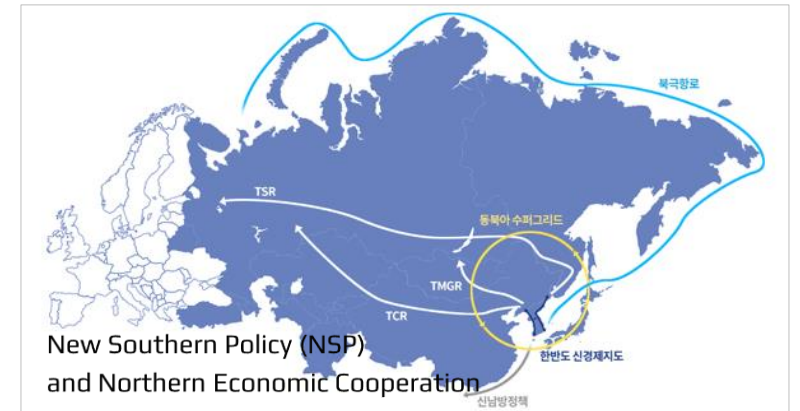 북극항로
TSR
동북아 수퍼그리드
TMGR
TCR
New Southern Policy (NSP)
한반도 신경제지도
and Northern Economic Cooperation
신남방정책